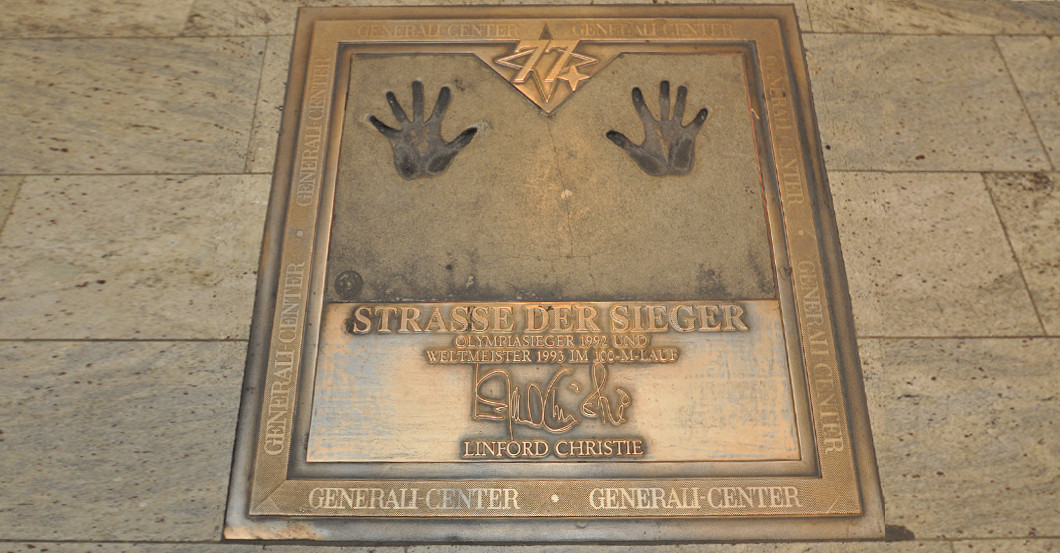 GENERALI-CENTER GENERALI-CENTER
77
GENERALI-CENTER
GENERALI-CENTER
GENERALI-CENTER
GENERALI-CENTER
STRASSE DER SIEGER
OLYMPIASIEGER 1992 UND
WELTMEISTER 1993 IM 100-M-LAUF
LINFORD CHRISTIE
GENERALI-CENTER • GENERALI-CENTER